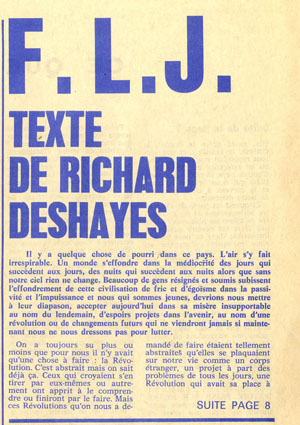 F. L. J.
TEXTE
DE RICHARD
DESHAYES
Il y a quelque chose de pourri dans ce pays. L'air s'y fait
irrespirable. Un monde s'effondre dans la médiocrité des jours qui
succèdent aux jours, des nuits qui succèdent aux nuits alors que sans
notre ciel rien ne change. Beaucoup de gens résignés et soumis subissent
l'effondrement de cette civilisation de fric et d'égoïsme dans la passi-
vité et l'impuissance et nous qui sommes jeunes, devrions nous mettre
à leur diapason, accepter aujourd'hui dans sa misère insupportable
au nom du lendemain, d'espoirs projets dans l'avenir, au nom d'une
révolution ou de changements futurs qui ne viendront jamais si mainte-
nant nous ne nous dressons pas pour lutter.
On a toujours su plus ou
moins que pour nous il n'y avait
qu'une chose à faire : la Révo-
lution. C'est abstrait mais on sait
déjà ça. Ceux qui croyaient s'en
tirer par eux-mêmes ou autre-
ment ont appris à le compren-
dre ou finiront par le faire. Mais
ces Révolutions qu'on nous a de-
mandé de faire étaient tellement
abstraites qu'elles se plaquaient
sur notre vie comme un corps
étranger, un projet à part des
problèmes de tous les jours, une
Révolution qui avait sa place à
SUITE PAGE 8